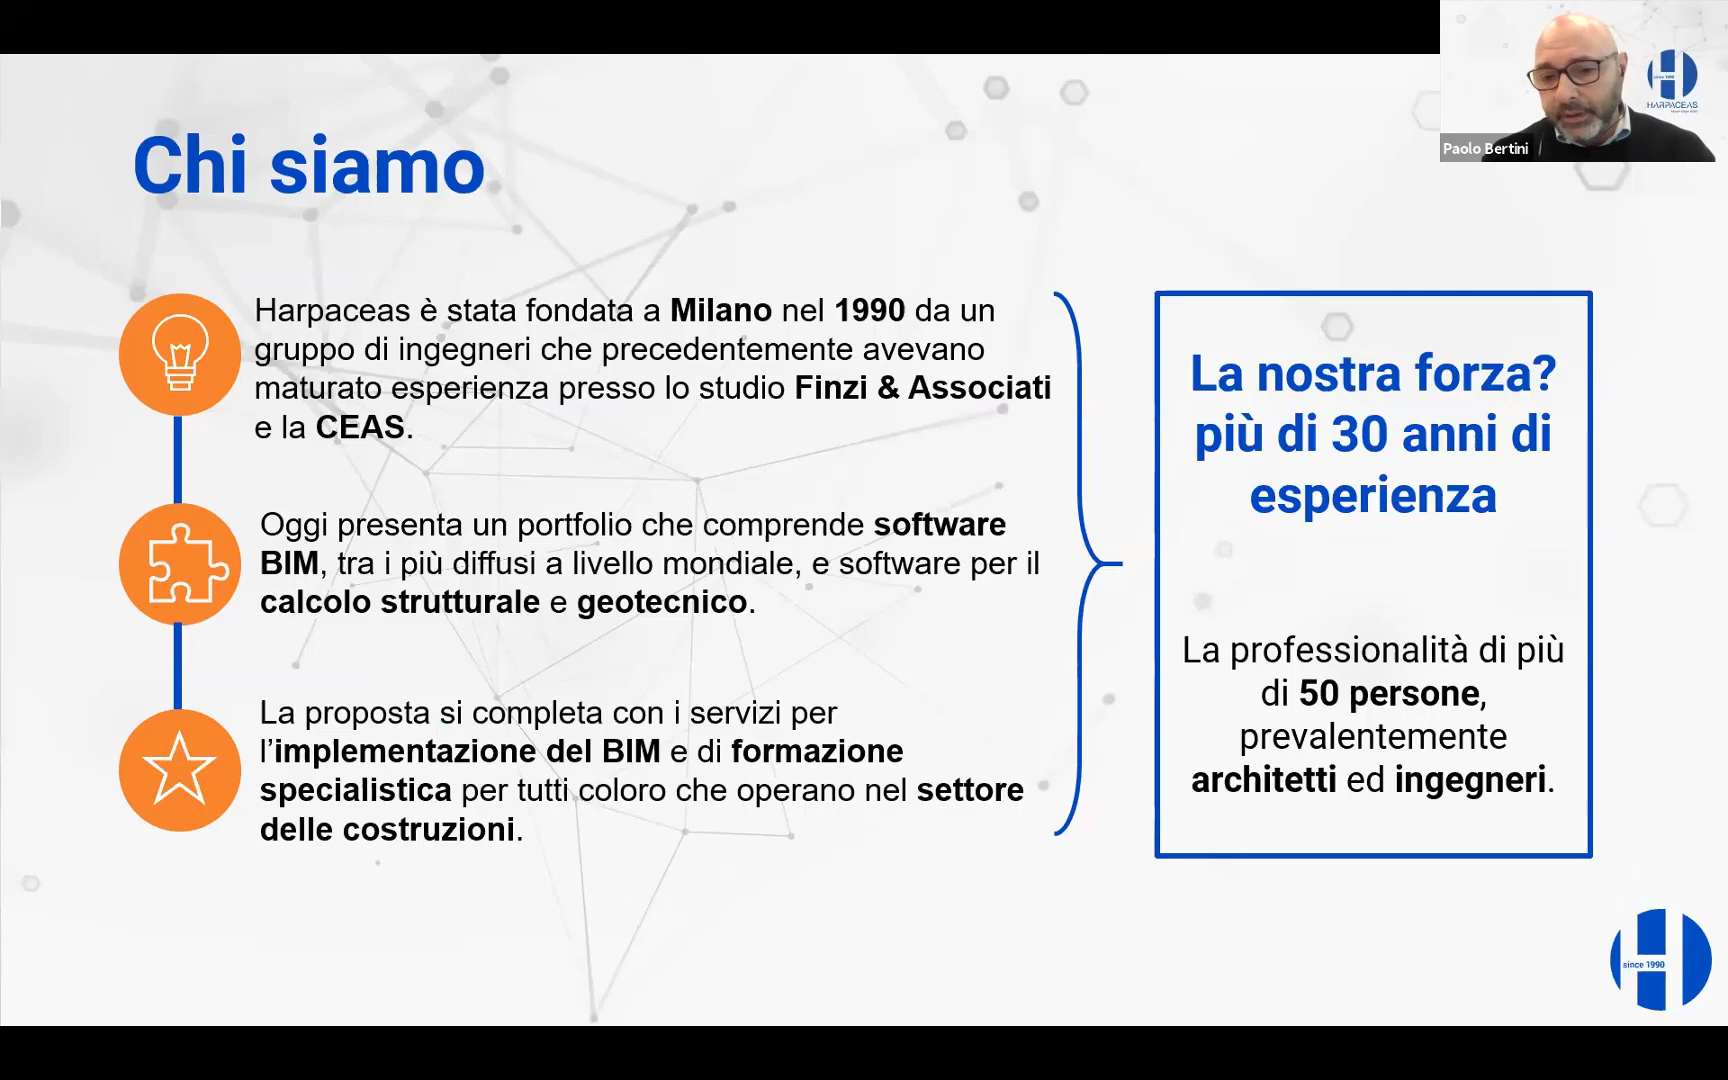 Chi siamo
Harpaceas è stata fondata a Milano nel 1990 da un
gruppo di ingegneri che precedentemente avevano
maturato esperienza presso lo studio Finzi & Associati
e la CEAS.
Oggi presenta un portfolio che comprende software
BIM, tra i più diffusi a livello mondiale, e software per il
calcolo strutturale e geotecnico.
La proposta si completa con i servizi per
l’implementazione del BIM e di formazione
specialistica per tutti coloro che operano nel settore
delle costruzioni.
La nostra forza?
più di 30 anni di
esperienza
La professionalità di più
di 50 persone,
prevalentemente
architetti ed ingegneri.
since 1990
HARPACEAS
Paolo Bertini
since 1990